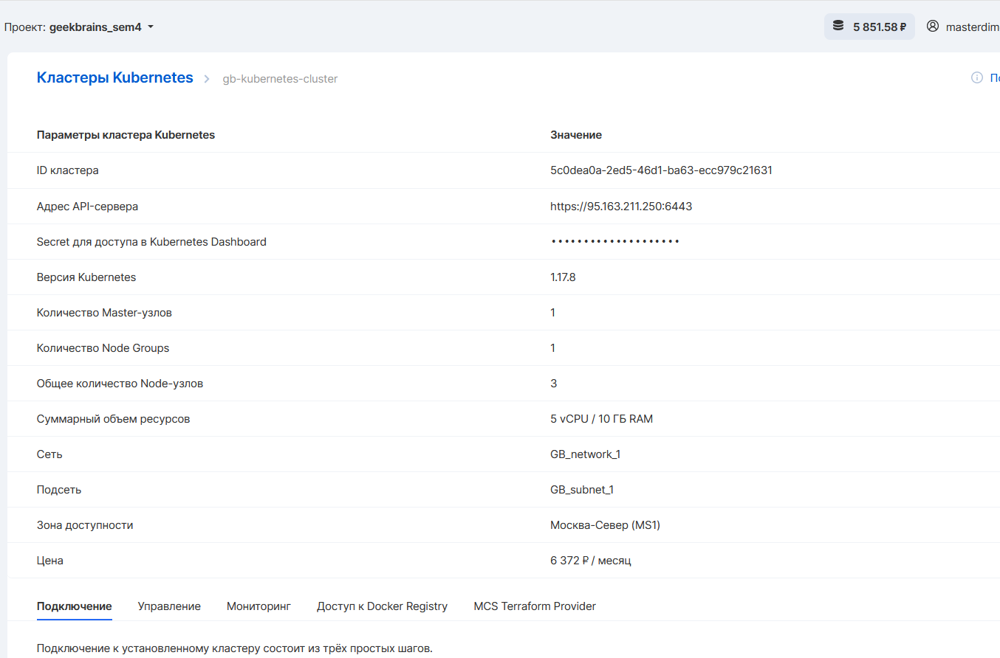 Проект: geekbrains_sem4 5 851.58 ₽ masterdim
Кластеры Kubernetes > gb-kubernetes-cluster
Параметры кластера Kubernetes Значение
ID кластера 5c0dea0a-2ed5-46d1-ba63-ecc979c21631
Адрес API-сервера https://95.163.211.250:6443
Secret для доступа в Kubernetes Dashboard ••••••••••••••••••••
Версия Kubernetes 1.17.8
Количество Master-узлов 1
Количество Node Groups 1
Общее количество Node-узлов 3
Суммарный объем ресурсов 5 vCPU / 10 ГБ RAM
Сеть GB_network_1
Подсеть GB_subnet_1
Зона доступности Москва-Север (MS1)
Цена 6 372 ₽ / месяц
Подключение Управление Мониторинг Доступ к Docker Registry MCS Terraform Provider
Подключение к установленному кластеру состоит из трёх простых шагов.